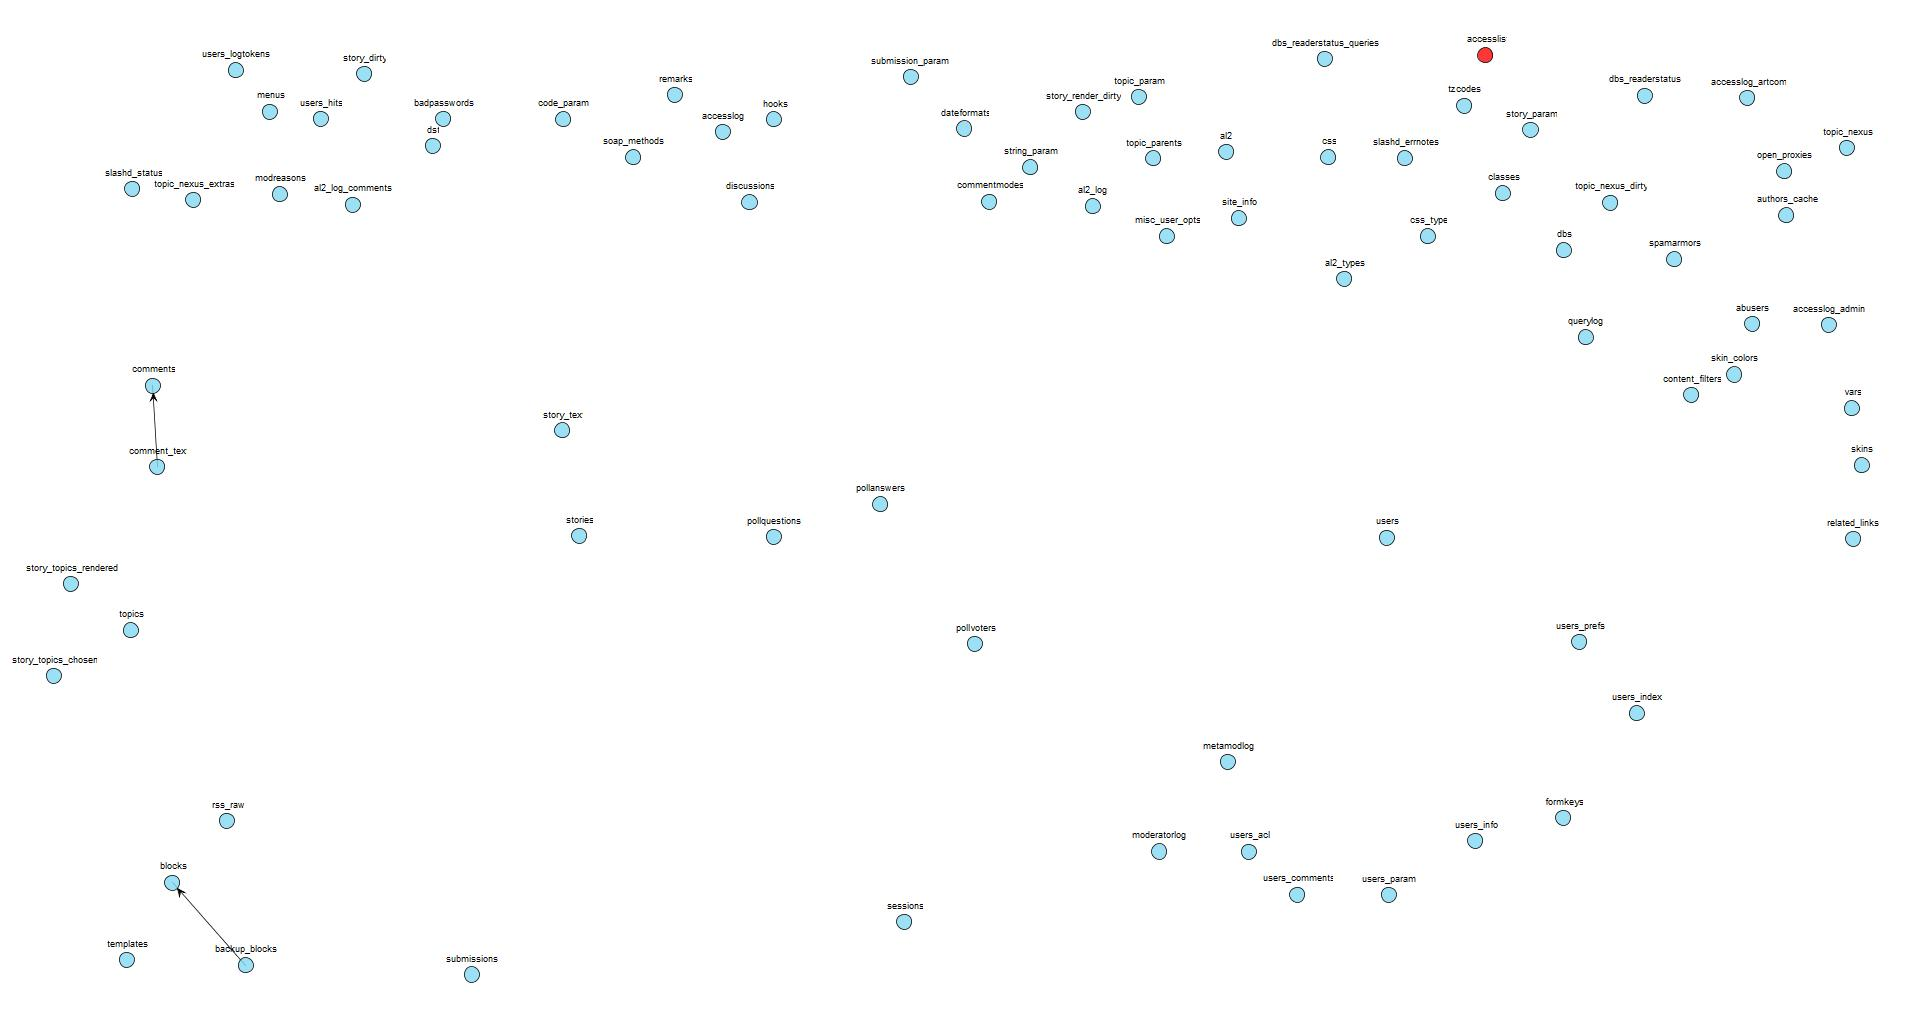 dbs_readerstatus_queries
accesslis
users_logtokens
story_dirty
submission_param
remarks
topic_param
dbs_readerstatus
accesslog_artcom
tzcodes
menus
users_hits
badpasswords
code_param
hooks
story_render_dirty
accesslog
dateformats
story_param
dst
topic_nexus
al2
soap_methods
topic_parents
css
slashd_errnotes
string_param
open_proxies
slashd_status
topic_nexus_extras
modreasons
al2_log_comments
discussions
commentmodes
al2_log
classes
topic_nexus_dirty
authors_cache
site_info
misc_user_opts
css_type
dbs
spamarmors
al2_types
abusers
accesslog_admin
querylog
skin_colors
comments
content_filters
vars
story_tex
comment_tex
skins
pollanswers
stories
pollquestions
users
related_links
story_topics_rendered
topics
pollvoters
users_prefs
story_topics_chosen
users_index
metamodlog
rss_raw
formkeys
users_info
moderatorlog
users_acl
blocks
users_comments
users_param
sessions
templates
backup_blocks
submissions